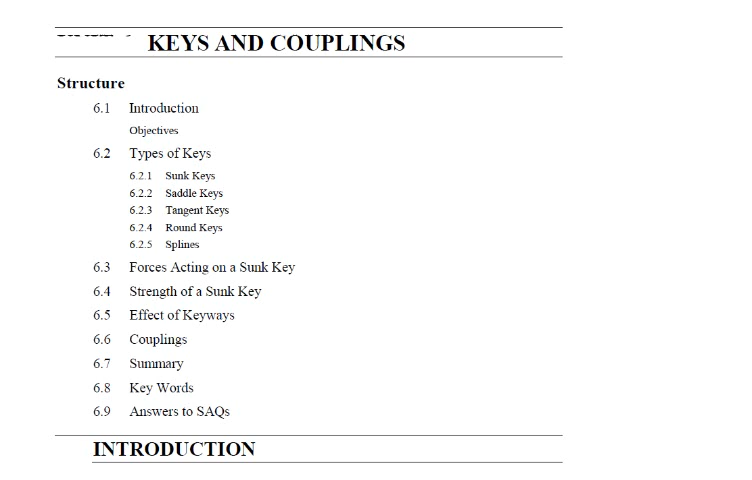 KEYS AND COUPLINGS
Structure
6.1 Introduction
Objectives
6.2 Types of Keys
6.2.1 Sunk Keys
6.2.2 Saddle Keys
6.2.3 Tangent Keys
6.2.4 Round Keys
6.2.5 Splines
6.3 Forces Acting on a Sunk Key
6.4 Strength of a Sunk Key
6.5 Effect of Keyways
6.6 Couplings
6.7 Summary
6.8 Key Words
6.9 Answers to SAQs
INTRODUCTION